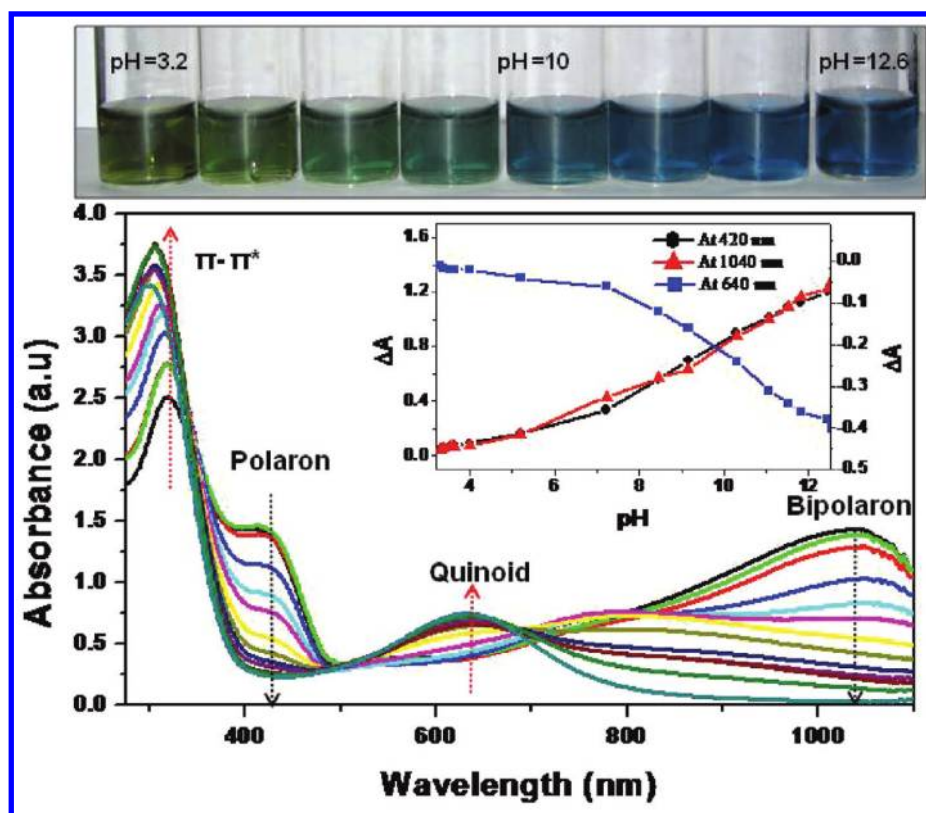 pH=3.2 pH=10 pH=12.6
4.0
3.5
3.0
2.5
2.0
1.5
1.0
0.5
0.0
Absorbance (a.u)
π-π*
Polaron
Quinoid
Bipolaron
400 600 800 1000
Wavelength (nm)
1.6
1.2
0.8
0.4
0.0
ΔA
At 420 nm
At 1040 nm
At 640 nm
0.0
-0.1
-0.2
-0.3
-0.4
-0.5
ΔA
4 6 8 10 12
pH